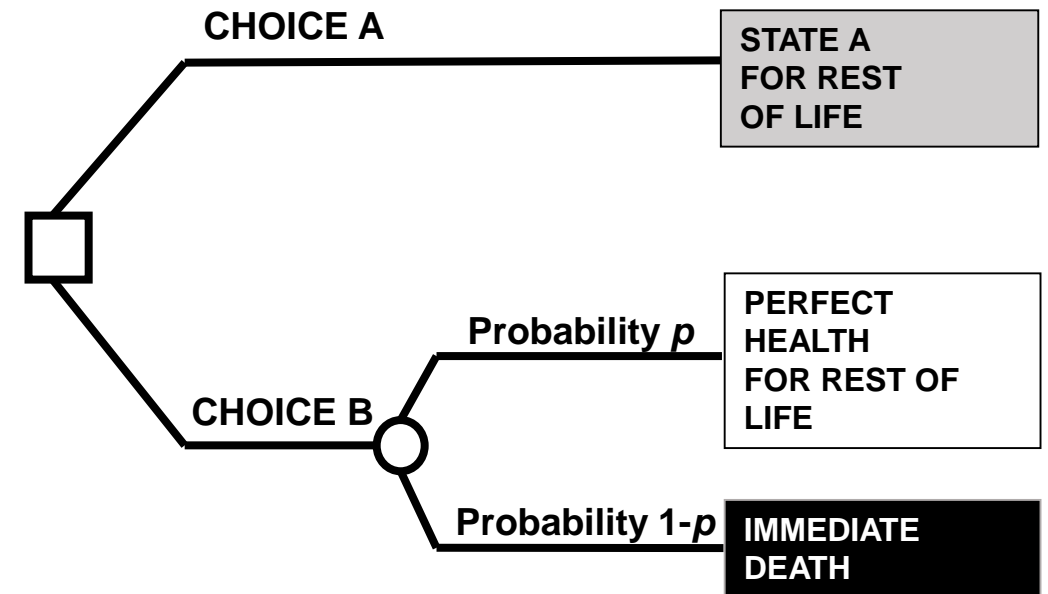 CHOICE A
STATE A
FOR REST
OF LIFE
Probability p
PERFECT
HEALTH
FOR REST OF
LIFE
CHOICE B
Probability 1-p
IMMEDIATE
DEATH